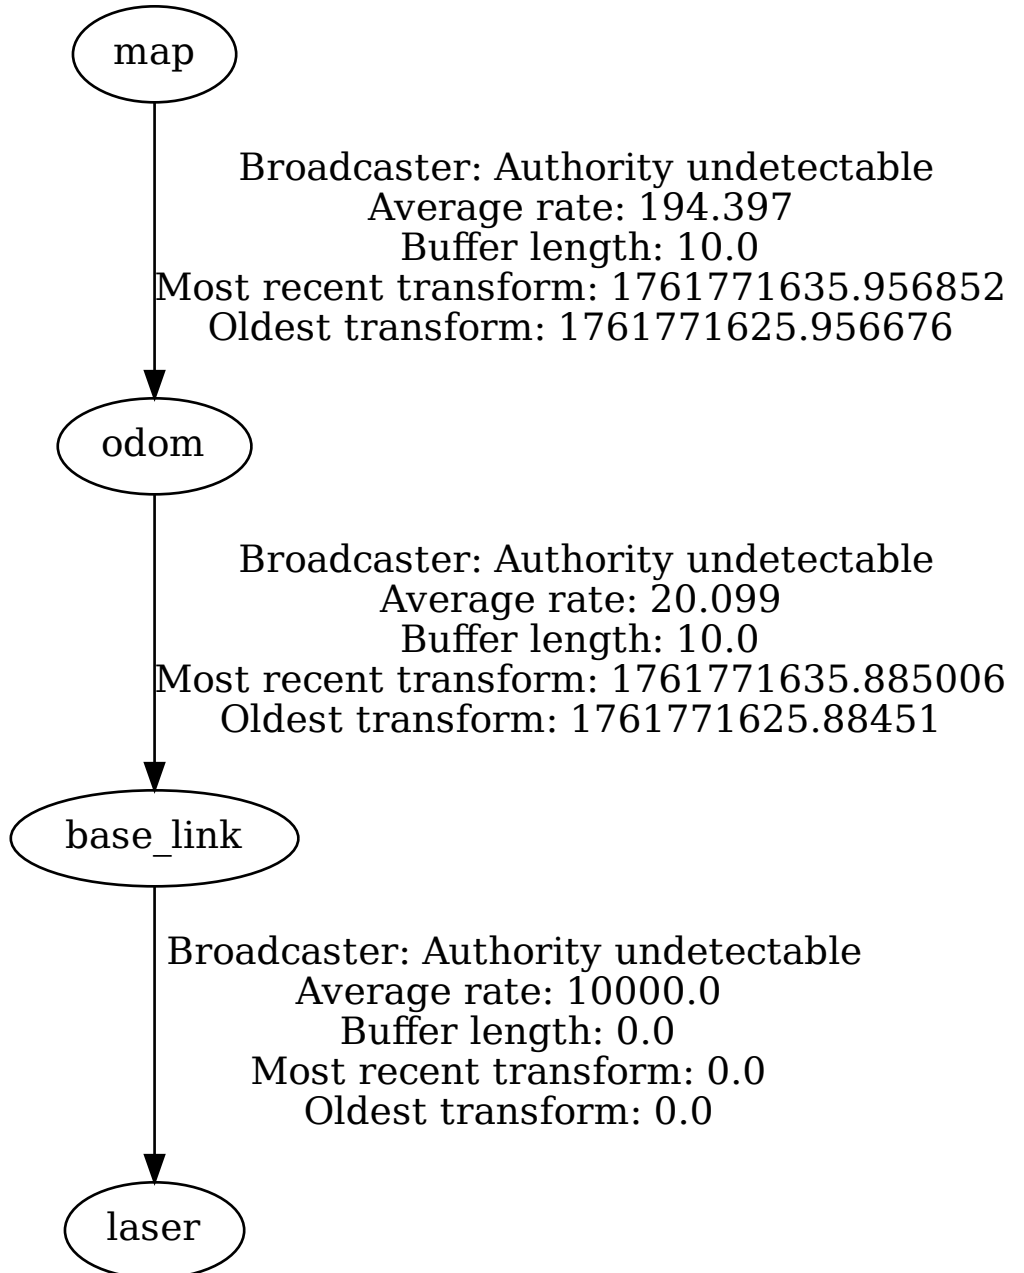 map
Broadcaster: Authority undetectable
Average rate: 194.397
Buffer length: 10.0
Most recent transform: 1761771635.956852
Oldest transform: 1761771625.956676
odom
Broadcaster: Authority undetectable
Average rate: 20.099
Buffer length: 10.0
Most recent transform: 1761771635.885006
Oldest transform: 1761771625.88451
base_link
Broadcaster: Authority undetectable
Average rate: 10000.0
Buffer length: 0.0
Most recent transform: 0.0
Oldest transform: 0.0
laser